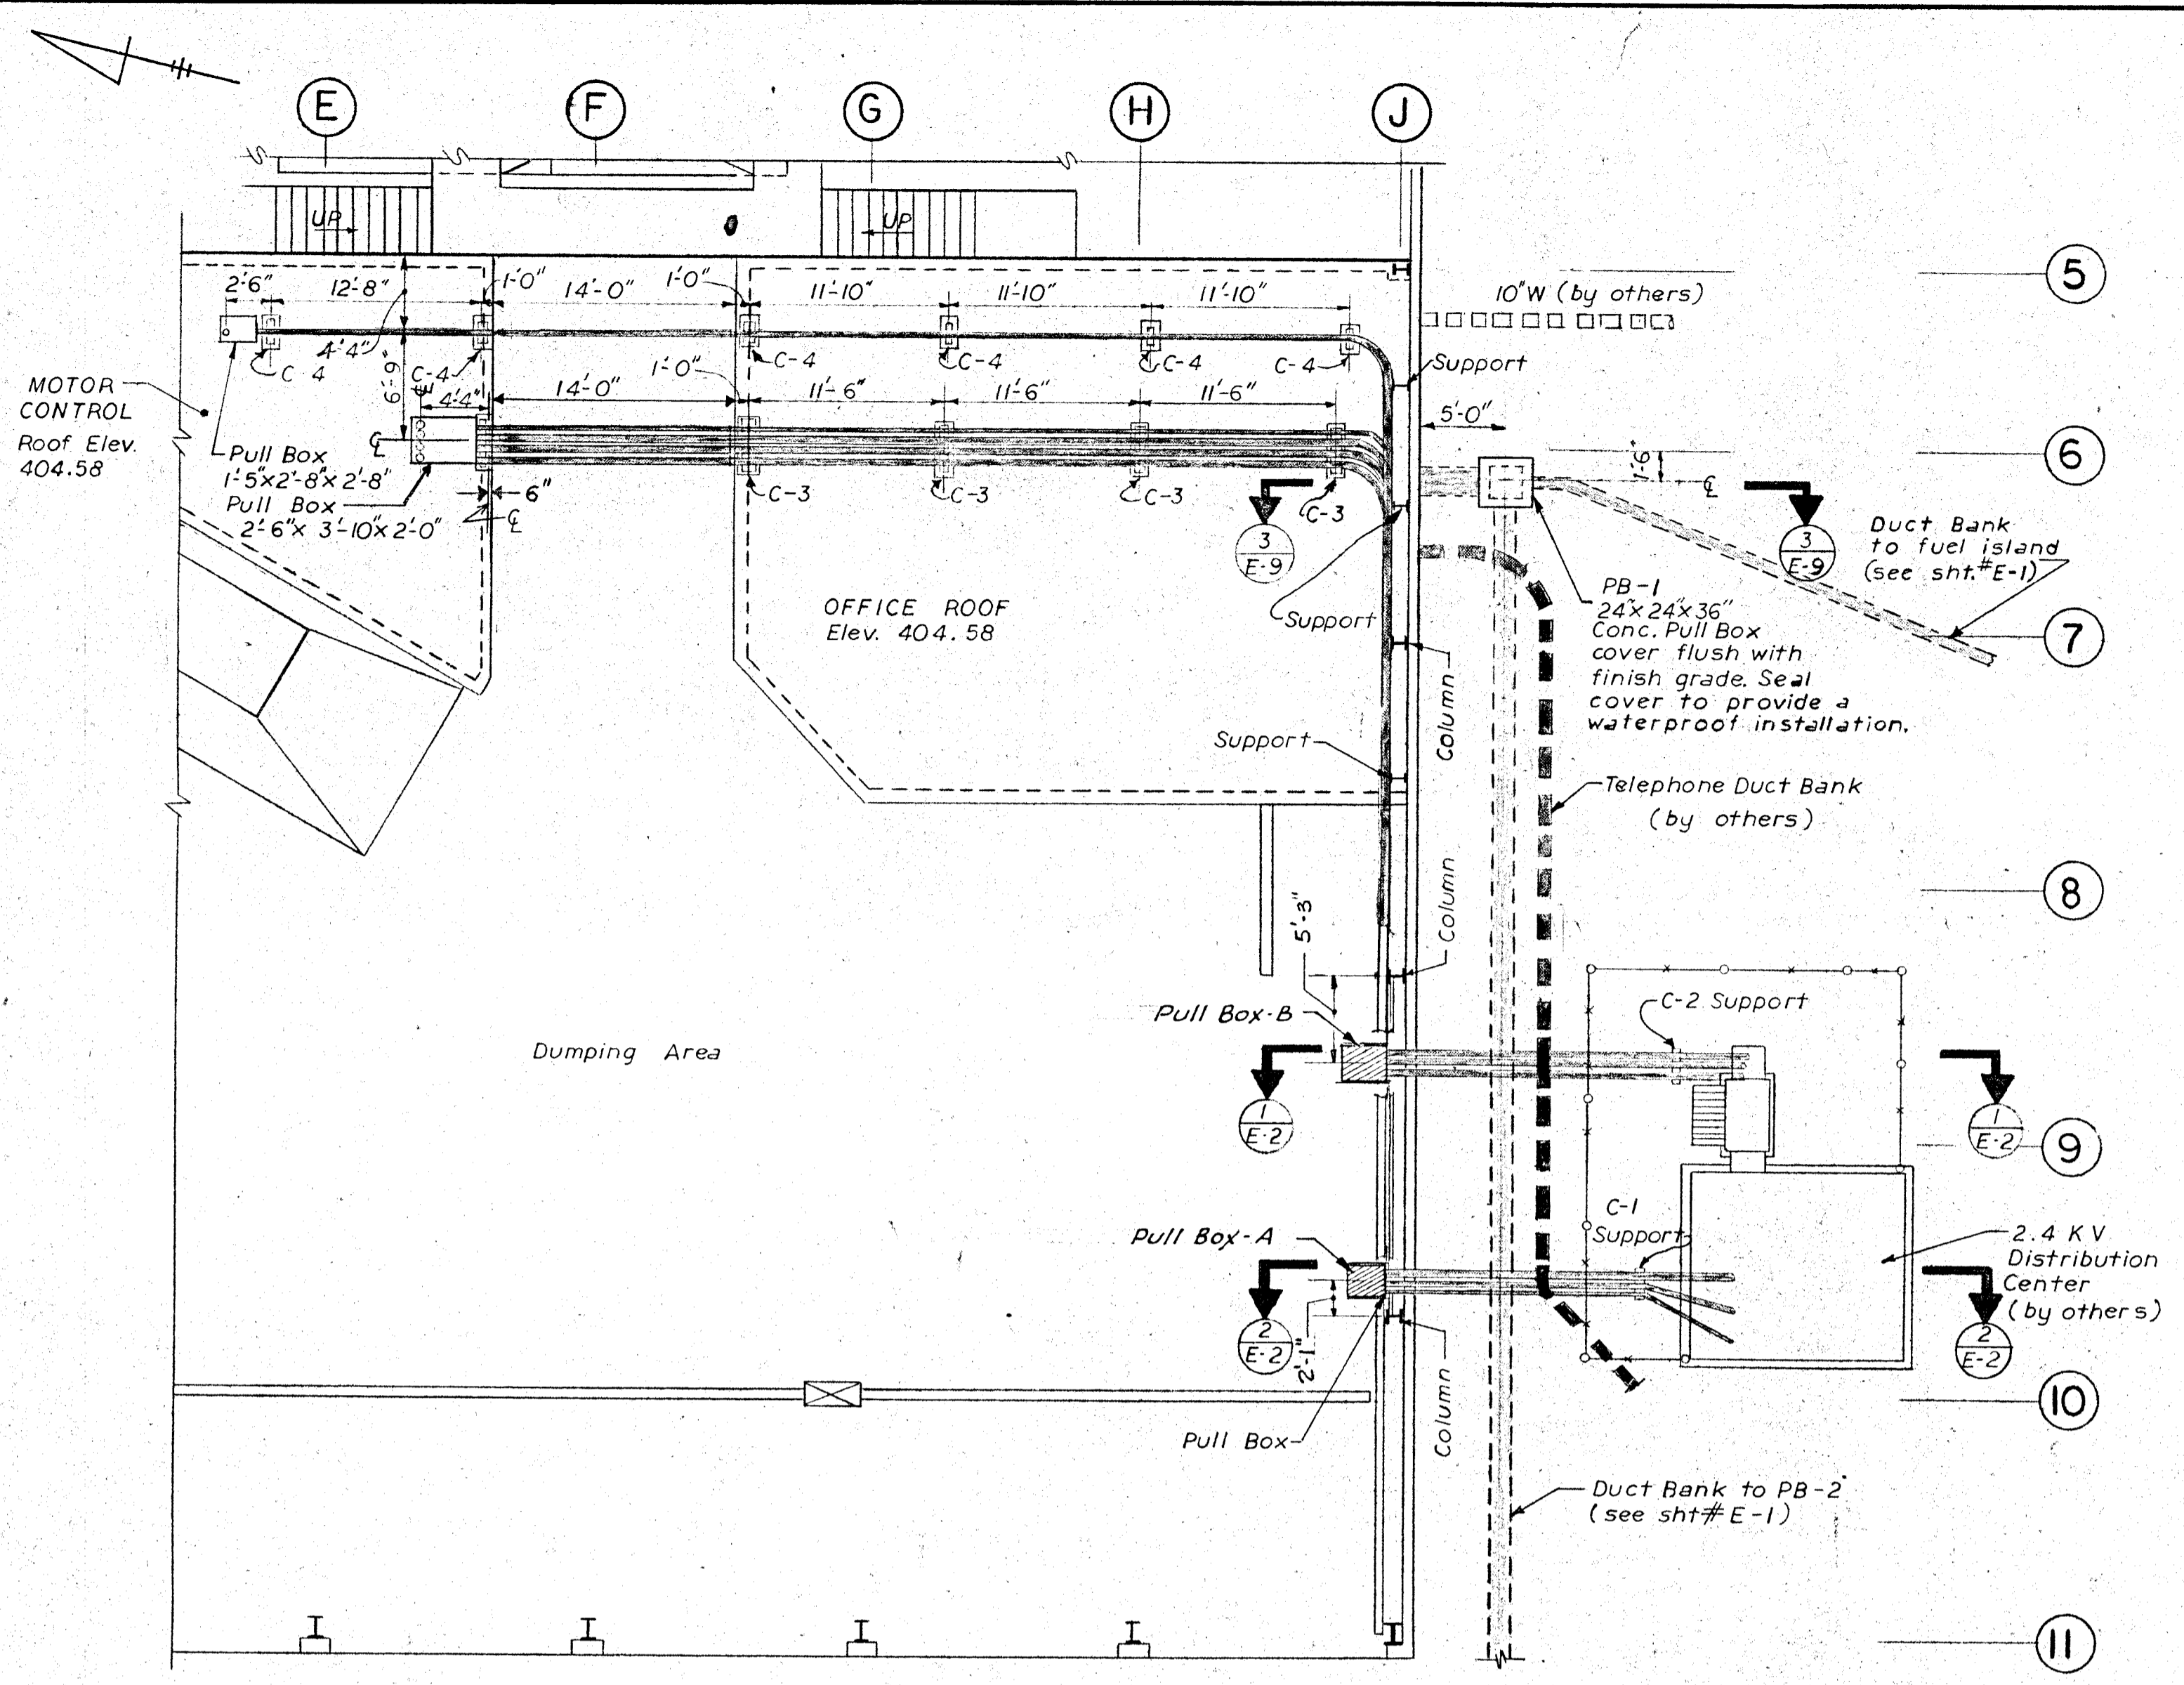 E F G H J
UP
UP
5
2'-6" 12'-8" 1'-0" 14'-0" 1'-0" 11'-10" 11'-10" 11'-10"
10"W (by others)
4'-4"
6'-9"
C 4 C-4 C-4 C-4 C-4 C-4
Support
MOTOR
CONTROL
Roof Elev.
404.58
4'-4" 14'-0" 1'-0" 11'-6" 11'-6" 11'-6"
5'-0"
6
1'-6"
℄
℄
Pull Box
1'-5"x2'-8"x2'-8"
Pull Box
2'-6"x 3'-10"x 2'-0"
6"
℄
C-3 C-3 C-3 C-3
3
E-9
3
E-9
Duct Bank
to fuel island
(see sht.#E-1)
OFFICE ROOF
Elev. 404.58
Support
PB-1
24"x24"x36"
Conc. Pull Box
cover flush with
finish grade. Seal
cover to provide a
waterproof installation.
7
Column
Support
Telephone Duct Bank
(by others)
8
Column
5'-3"
C-2 Support
Pull Box-B
Dumping Area
1
E-2
1
E-2
9
C-1
Support
Pull Box-A
2.4 KV
Distribution
Center
(by others)
2
E-2
2'-1"
2
E-2
Column
10
Pull Box
Duct Bank to PB-2
(see sht# E-1)
11